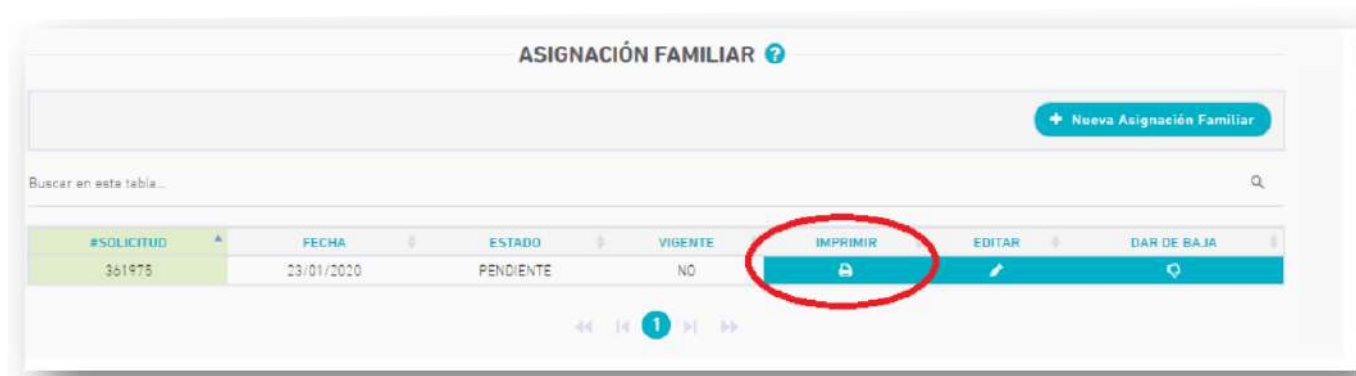 ASIGNACIÓN FAMILIAR ?
+ Nueva Asignación Familiar
Buscar en esta tabla...
#SOLICITUD FECHA ESTADO VIGENTE IMPRIMIR EDITAR DAR DE BAJA
361975 23/01/2020 PENDIENTE NO
1